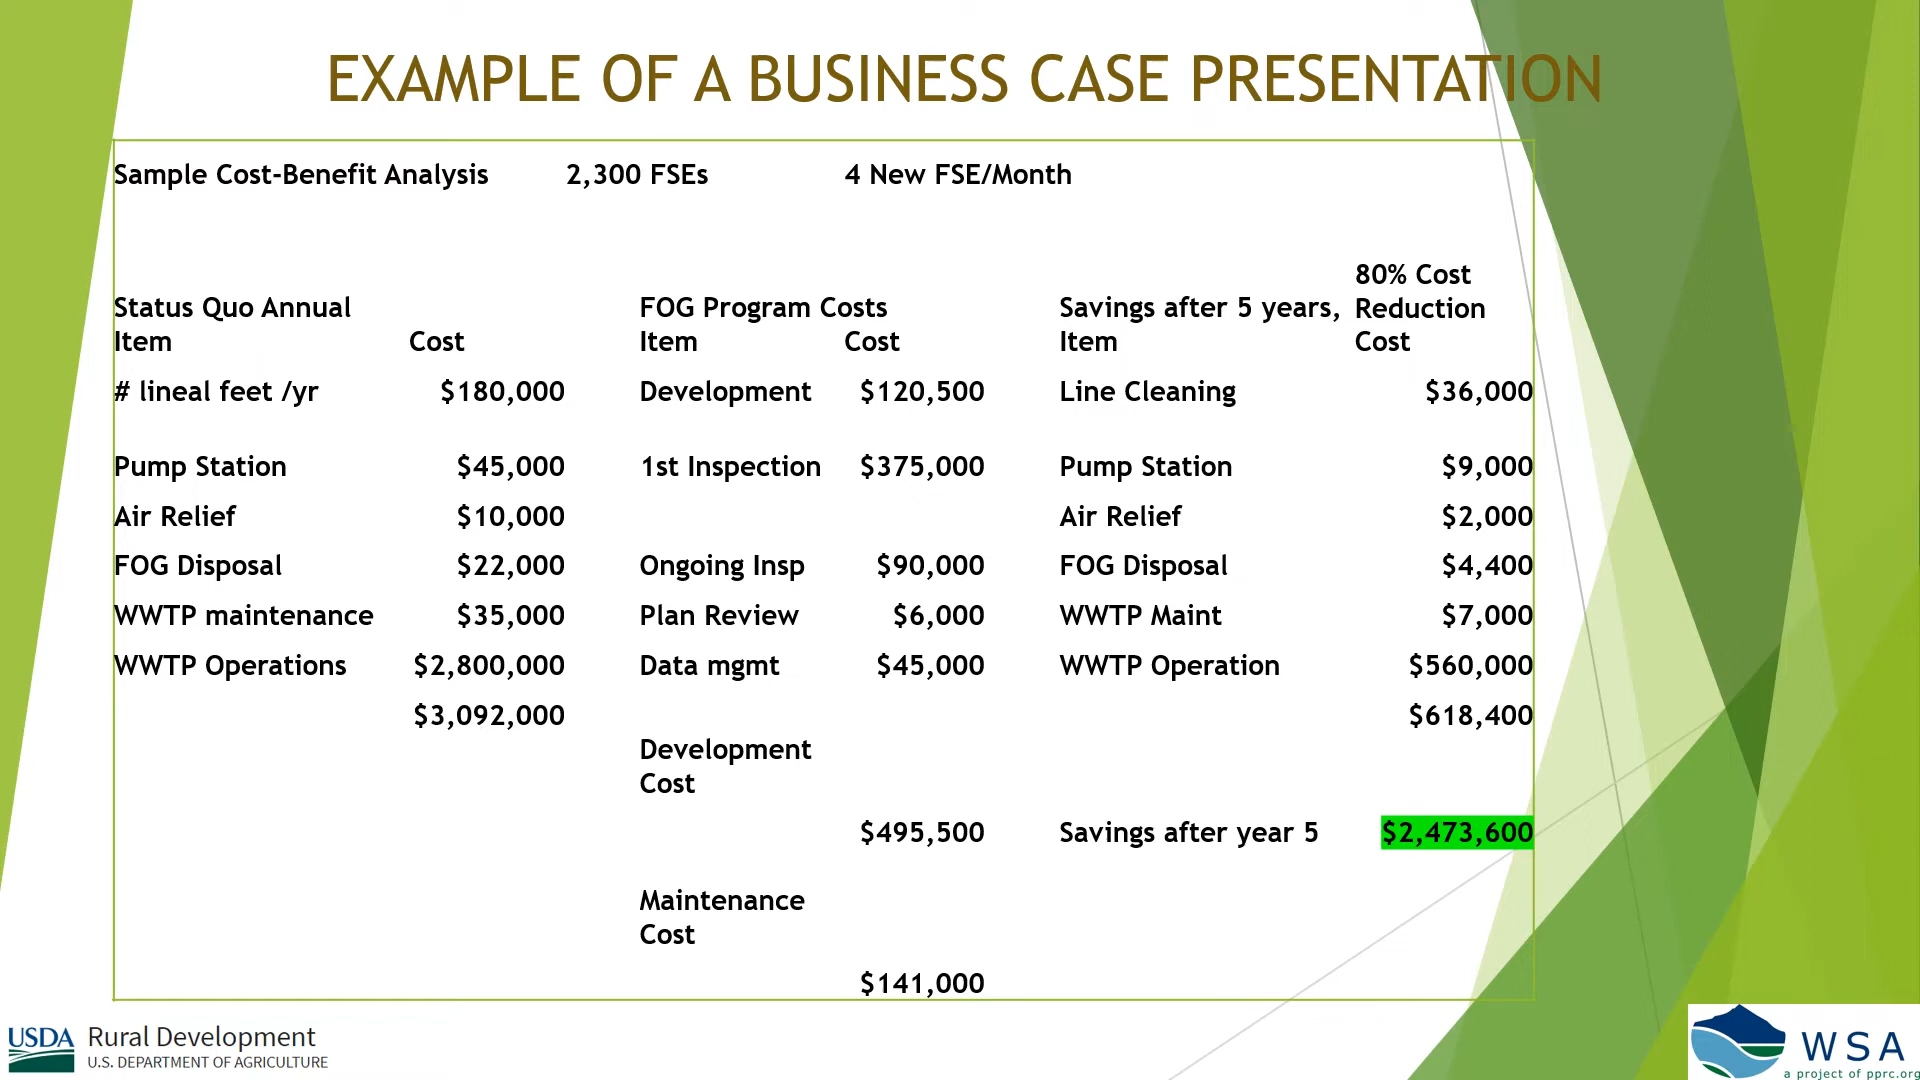 EXAMPLE OF A BUSINESS CASE PRESENTATION
Sample Cost-Benefit Analysis 2,300 FSEs 4 New FSE/Month
80% Cost
Status Quo Annual FOG Program Costs Savings after 5 years, Reduction
Item Cost Item Cost Item Cost
# lineal feet /yr $180,000 Development $120,500 Line Cleaning $36,000
Pump Station $45,000 1st Inspection $375,000 Pump Station $9,000
Air Relief $10,000 Air Relief $2,000
FOG Disposal $22,000 Ongoing Insp $90,000 FOG Disposal $4,400
WWTP maintenance $35,000 Plan Review $6,000 WWTP Maint $7,000
WWTP Operations $2,800,000 Data mgmt $45,000 WWTP Operation $560,000
$3,092,000 $618,400
Development
Cost
$495,500 Savings after year 5 $2,473,600
Maintenance
Cost
$141,000
USDA Rural Development
U.S. DEPARTMENT OF AGRICULTURE
WSA
a project of pprc.org